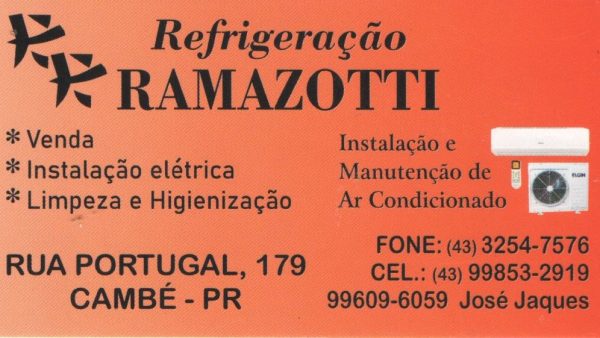 Refrigeração
RAMAZOTTI
* Venda
* Instalação elétrica
* Limpeza e Higienização
Instalação e
Manutenção de
Ar Condicionado
ELGIN
RUA PORTUGAL, 179
CAMBÉ - PR
FONE: (43) 3254-7576
CEL.: (43) 99853-2919
99609-6059 José Jaques